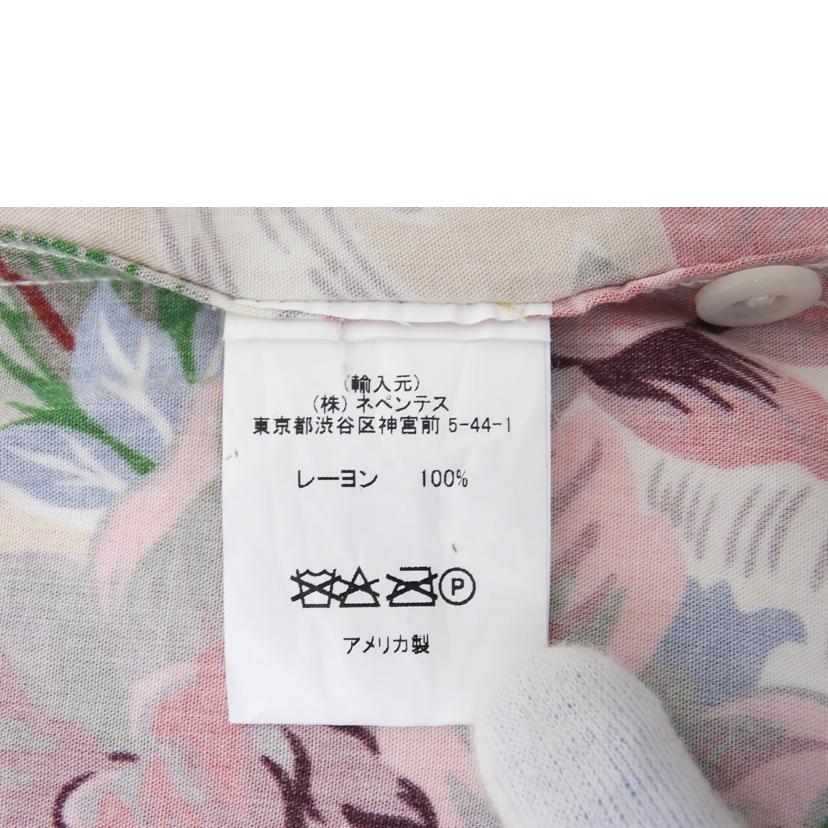 (輸入元)
(株) ネペンテス
東京都渋谷区神宮前 5-44-1
レーヨン 100%
P
アメリカ製